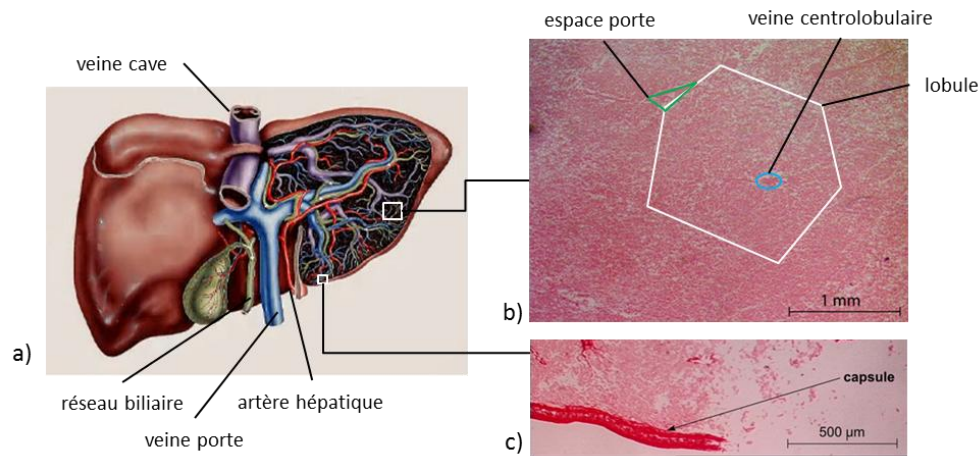 espace porte
veine centrolobulaire
veine cave
lobule
1 mm
b)
a)
capsule
réseau biliaire
artère hépatique
veine porte
500 µm
c)